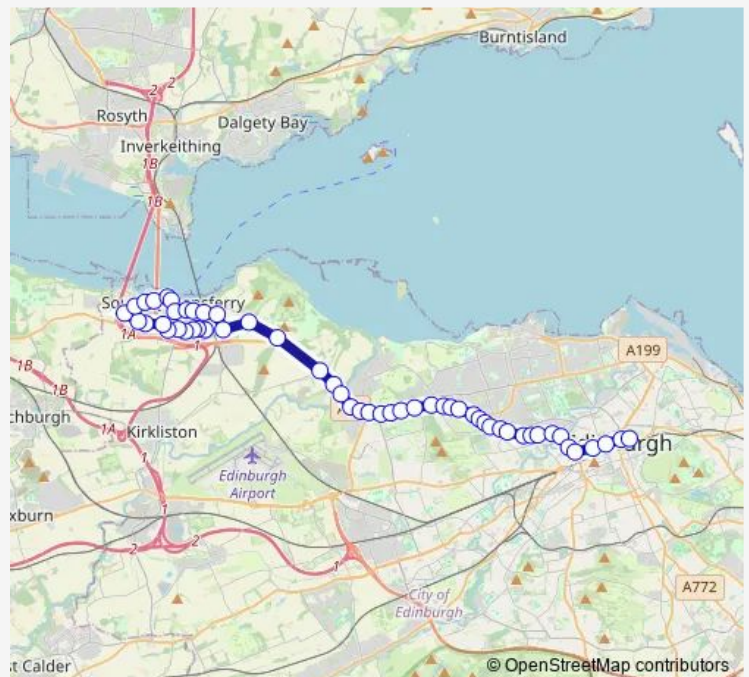 Burntisland
2
2
Rosyth
Dalgety Bay
Inverkeithing
1B
1B
1A
1
A199
1B
1B
1A
Kirkliston
1
Edinburgh
Airport
1
2
2
1
A772
City of
Edinburgh
© OpenStreetMap contributors